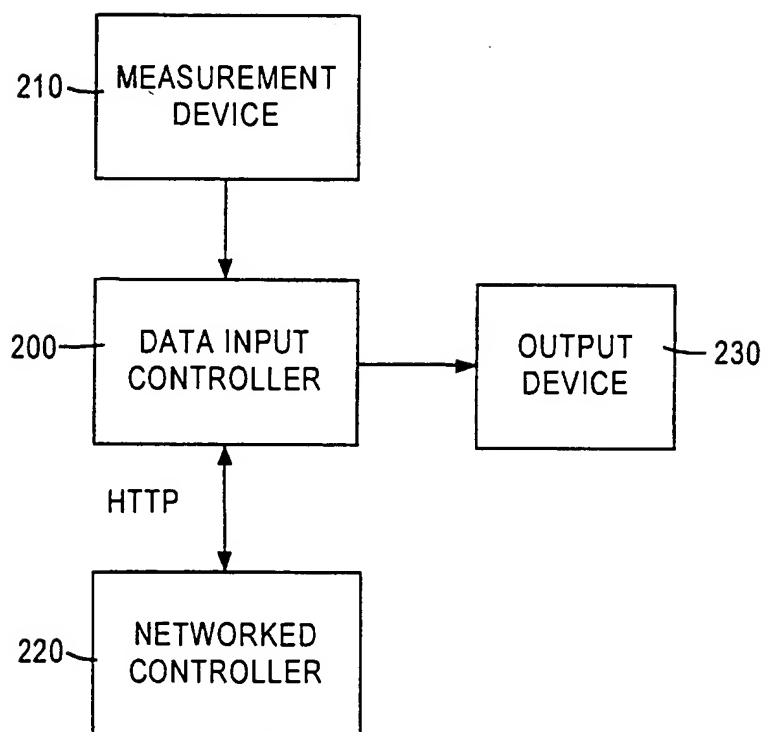 210
MEASUREMENT
DEVICE
200
DATA INPUT
CONTROLLER
OUTPUT
DEVICE
230
HTTP
220
NETWORKED
CONTROLLER